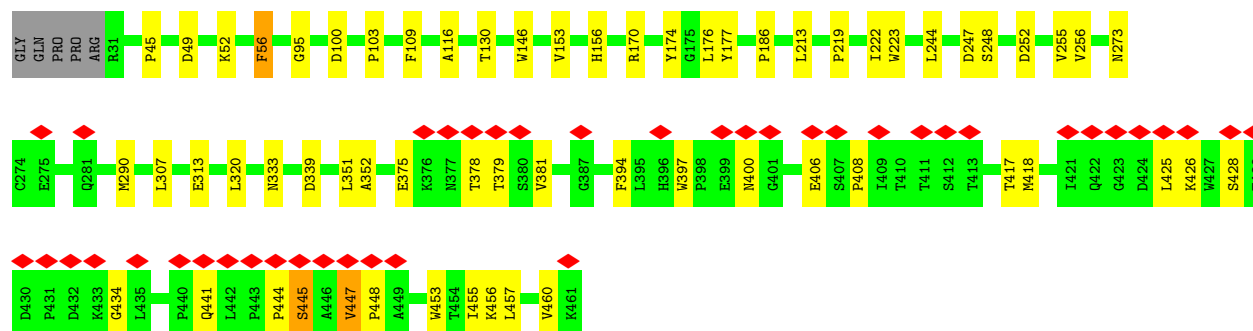 GLY GLN PRO PRO ARG R31 P45 D49 K52 F56 G95 D100 P103 F109 A116 T130 W146 V153 H156 R170 Y174 G175 L176 Y177 P186 L213 P219 I222 W223 L244 D247 S248 D252 V255 V256 N273
C274 E275 Q281 M290 L307 E313 L320 N333 D339 L351 A352 E375 K376 N377 T378 T379 S380 V381 G387 F394 L395 H396 W397 P398 E399 N400 G401 E406 S407 P408 I409 T410 T411 S412 T413 T417 M418 I421 Q422 G423 D424 L425 K426 W427 S428
D430 P431 D432 K433 G434 L435 P440 Q441 L442 P443 P444 S445 A446 V447 P448 A449 W453 T454 I455 K456 L457 V460 K461